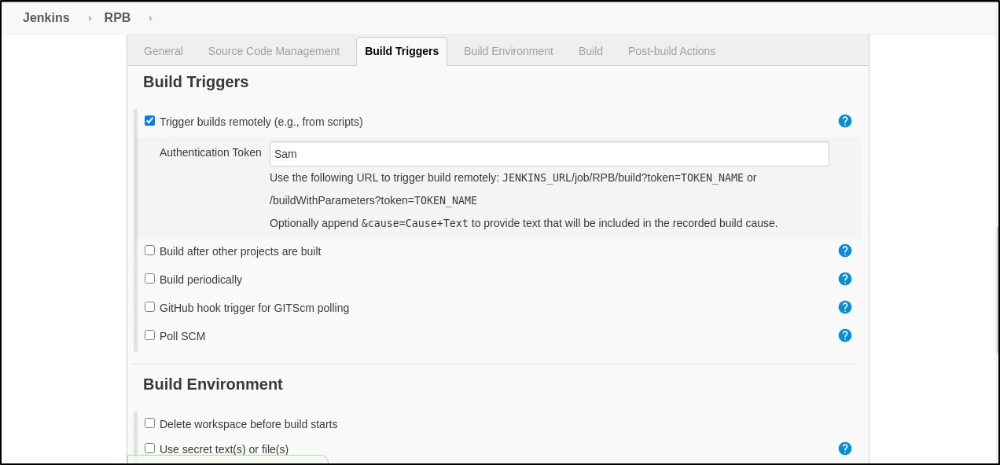 Jenkins RPB
General Source Code Management Build Triggers Build Environment Build Post-build Actions
Build Triggers
Trigger builds remotely (e.g., from scripts)
?
Authentication Token Sam
Use the following URL to trigger build remotely: JENKINS_URL/job/RPB/build?token=TOKEN_NAME or
/buildWithParameters?token=TOKEN_NAME
Optionally append &cause=Cause+Text to provide text that will be included in the recorded build cause.
Build after other projects are built
?
Build periodically
?
GitHub hook trigger for GITScm polling
?
Poll SCM
?
Build Environment
Delete workspace before build starts
Use secret text(s) or file(s)
?